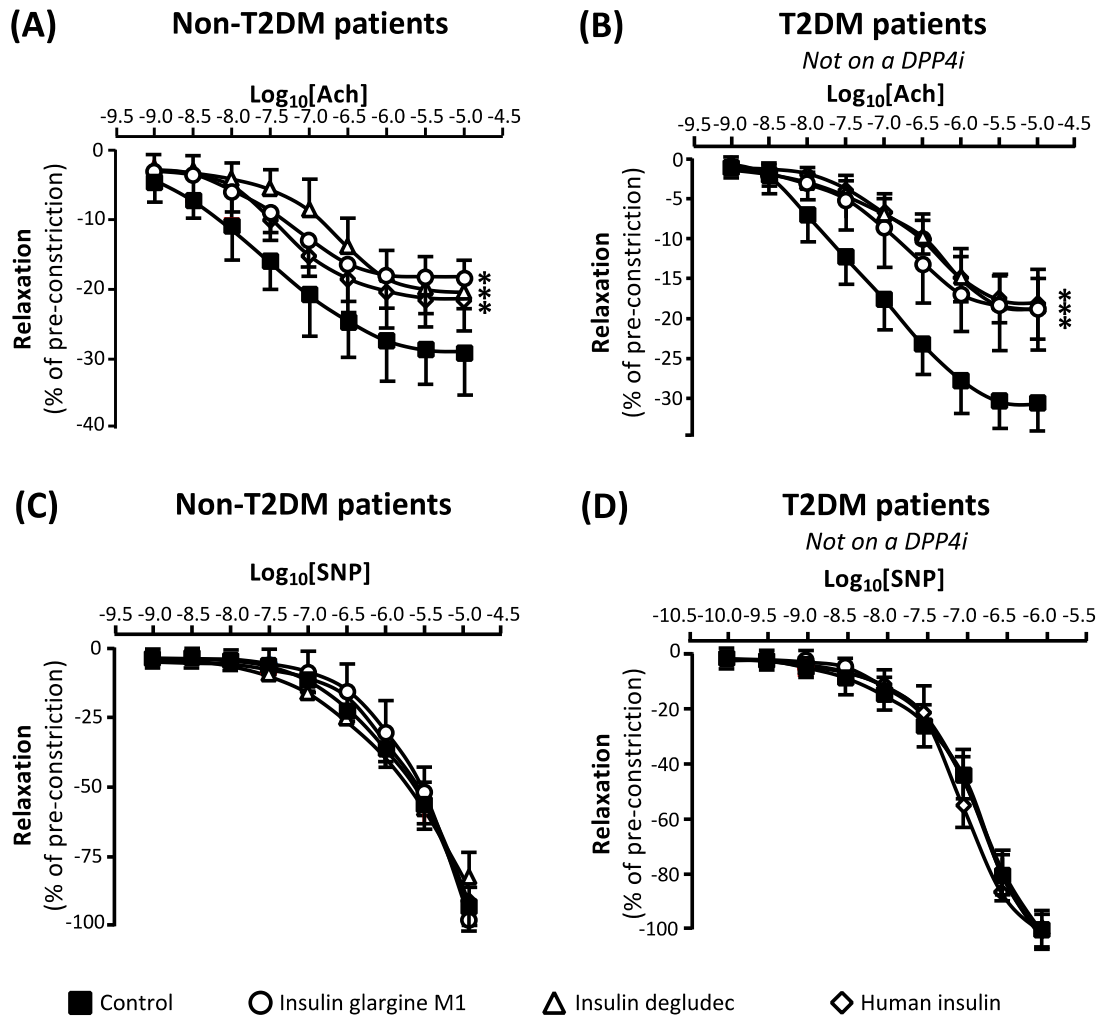 (A) Non-T2DM patients
Log10[Ach]
-9.5 -9.0 -8.5 -8.0 -7.5 -7.0 -6.5 -6.0 -5.5 -5.0 -4.5
Relaxation
(% of pre-constriction)
0
-10
-20
-30
-40
*
*
*
(B) T2DM patients
Not on a DPP4i
Log10[Ach]
-9.5 -9.0 -8.5 -8.0 -7.5 -7.0 -6.5 -6.0 -5.5 -5.0 -4.5
Relaxation
(% of pre-constriction)
0
-5
-10
-15
-20
-25
-30
*
*
*
(C) Non-T2DM patients
Log10[SNP]
-9.5 -9.0 -8.5 -8.0 -7.5 -7.0 -6.5 -6.0 -5.5 -5.0 -4.5
Relaxation
(% of pre-constriction)
0
-25
-50
-75
-100
(D) T2DM patients
Not on a DPP4i
Log10[SNP]
-10.5 -10.0 -9.5 -9.0 -8.5 -8.0 -7.5 -7.0 -6.5 -6.0 -5.5
Relaxation
(% of pre-constriction)
0
-20
-40
-60
-80
-100
Control Insulin glargine M1 Insulin degludec Human insulin